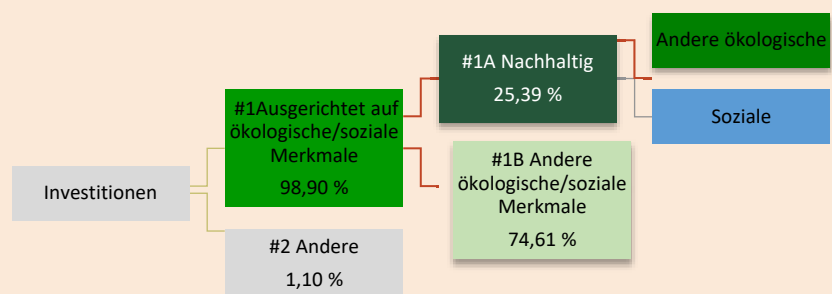 Investitionen
#1Ausgerichtet auf
ökologische/soziale
Merkmale
98,90 %
#2 Andere
1,10 %
#1A Nachhaltig
25,39 %
#1B Andere
ökologische/soziale
Merkmale
74,61 %
Andere ökologische
Soziale